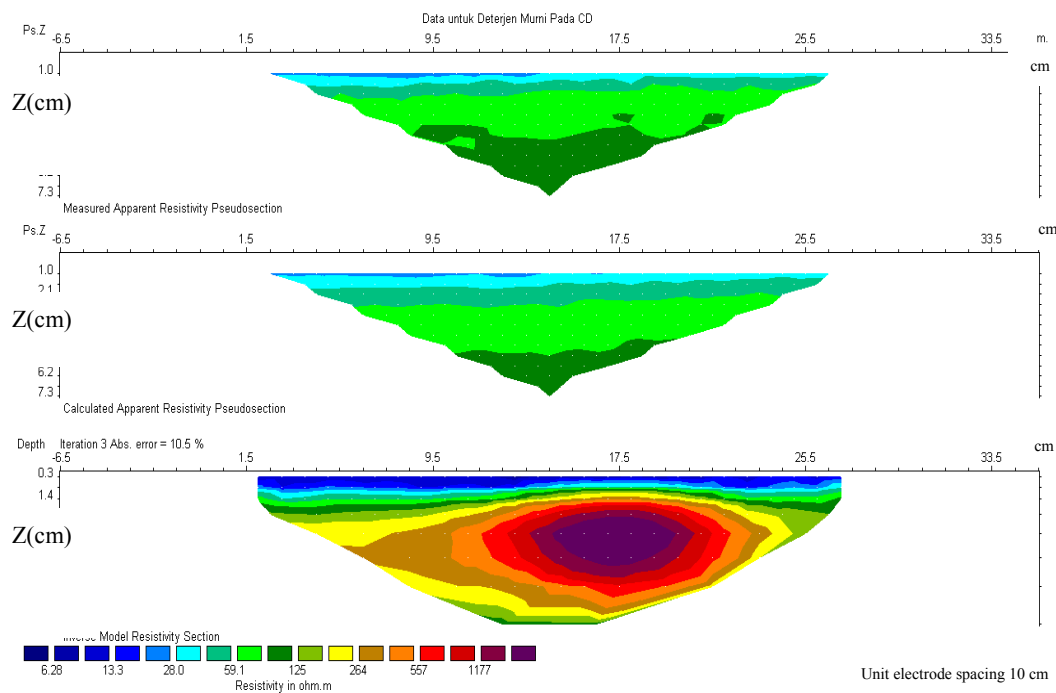 Data untuk Deterjen Murni Pada CD
Ps.Z
-6.5 1.5 9.5 17.5 25.5 33.5 m.
1.0
cm
Z(cm)
7.3
Measured Apparent Resistivity Pseudosection
Ps.Z
-6.5 1.5 9.5 17.5 25.5 33.5 cm
1.0
2.1
Z(cm)
6.2
7.3
Calculated Apparent Resistivity Pseudosection
Depth Iteration 3 Abs. error = 10.5 %
-6.5 1.5 9.5 17.5 25.5 33.5 cm
0.3
1.4
Z(cm)
Inverse Model Resistivity Section
6.28 13.3 28.0 59.1 125 264 557 1177
Resistivity in ohm.m
Unit electrode spacing 10 cm